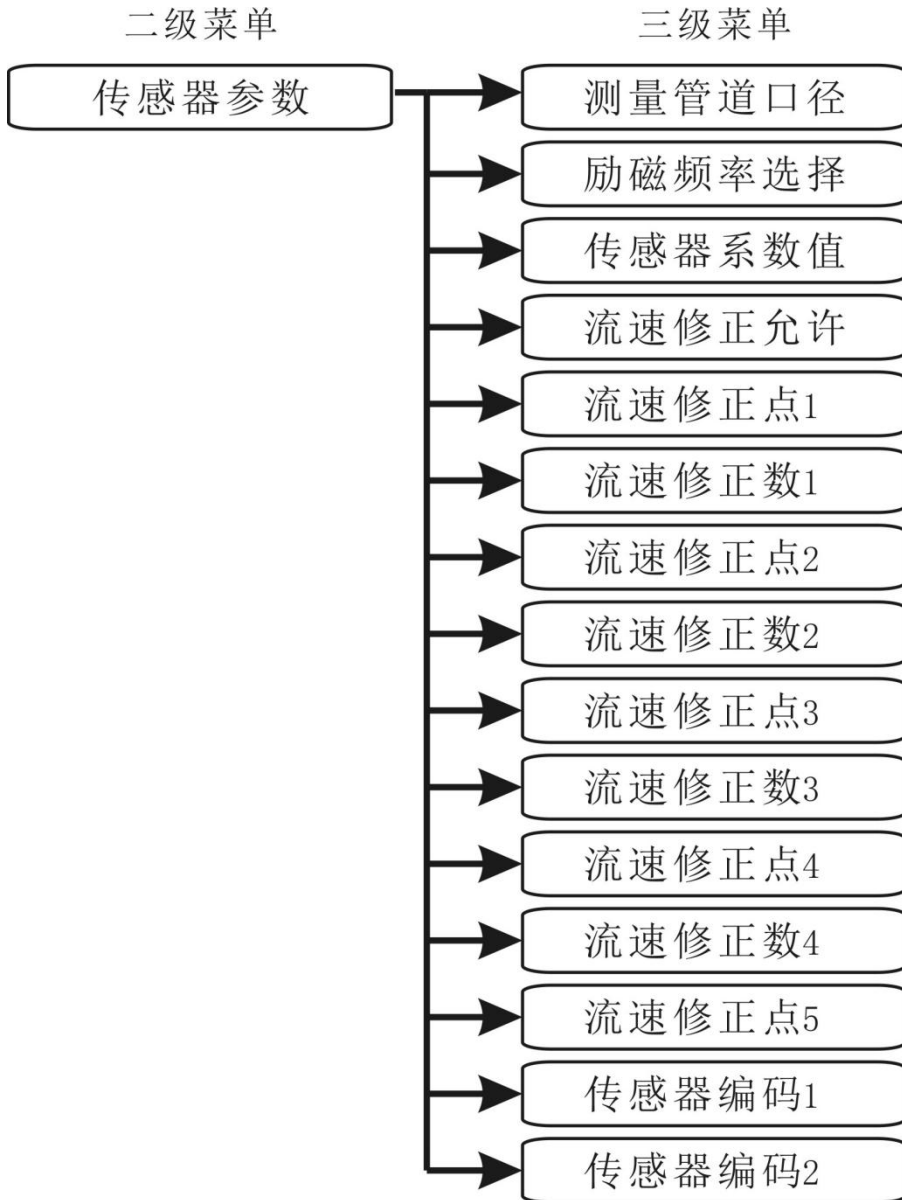 二级菜单
三级菜单
传感器参数
测量管道口径
励磁频率选择
传感器系数值
流速修正允许
流速修正点1
流速修正数1
流速修正点2
流速修正数2
流速修正点3
流速修正数3
流速修正点4
流速修正数4
流速修正点5
传感器编码1
传感器编码2